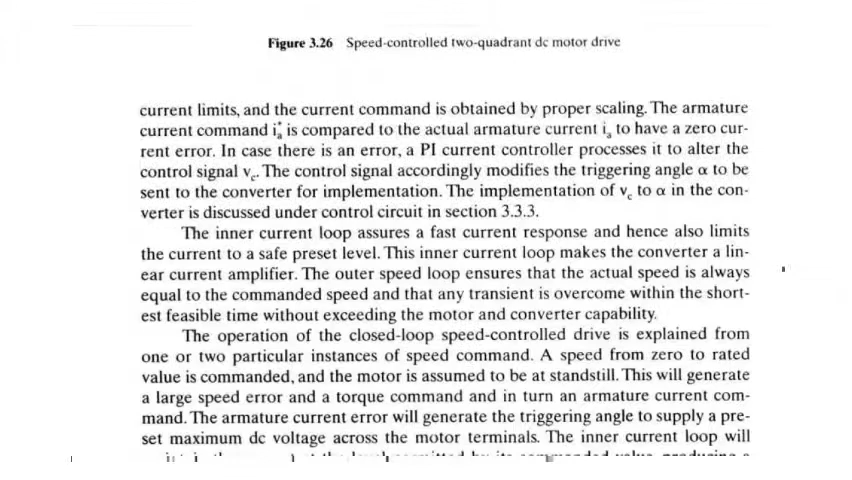 Figure 3.26 Speed-controlled two-quadrant dc motor drive
current limits, and the current command is obtained by proper scaling. The armature
current command i*a is compared to the actual armature current ia to have a zero cur-
rent error. In case there is an error, a PI current controller processes it to alter the
control signal vc. The control signal accordingly modifies the triggering angle α to be
sent to the converter for implementation. The implementation of vc to α in the con-
verter is discussed under control circuit in section 3.3.3.
The inner current loop assures a fast current response and hence also limits
the current to a safe preset level. This inner current loop makes the converter a lin-
ear current amplifier. The outer speed loop ensures that the actual speed is always
equal to the commanded speed and that any transient is overcome within the short-
est feasible time without exceeding the motor and converter capability.
The operation of the closed-loop speed-controlled drive is explained from
one or two particular instances of speed command. A speed from zero to rated
value is commanded, and the motor is assumed to be at standstill. This will generate
a large speed error and a torque command and in turn an armature current com-
mand. The armature current error will generate the triggering angle to supply a pre-
set maximum dc voltage across the motor terminals. The inner current loop will